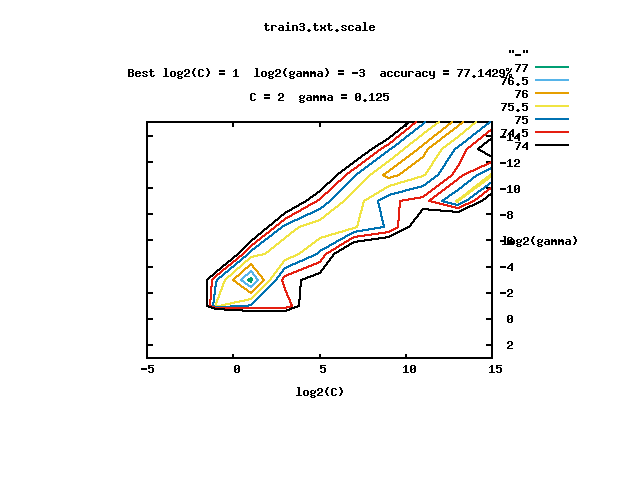 train3.txt.scale
"-"
Best log2(C) = 1  log2(gamma) = -3  accuracy = 77.1429%
77
76.5
C = 2  gamma = 0.125
76
75.5
75
74.5
74
-14
-12
-10
-8
-6
log2(gamma)
-4
-2
0
2
-5 0 5 10 15
log2(C)